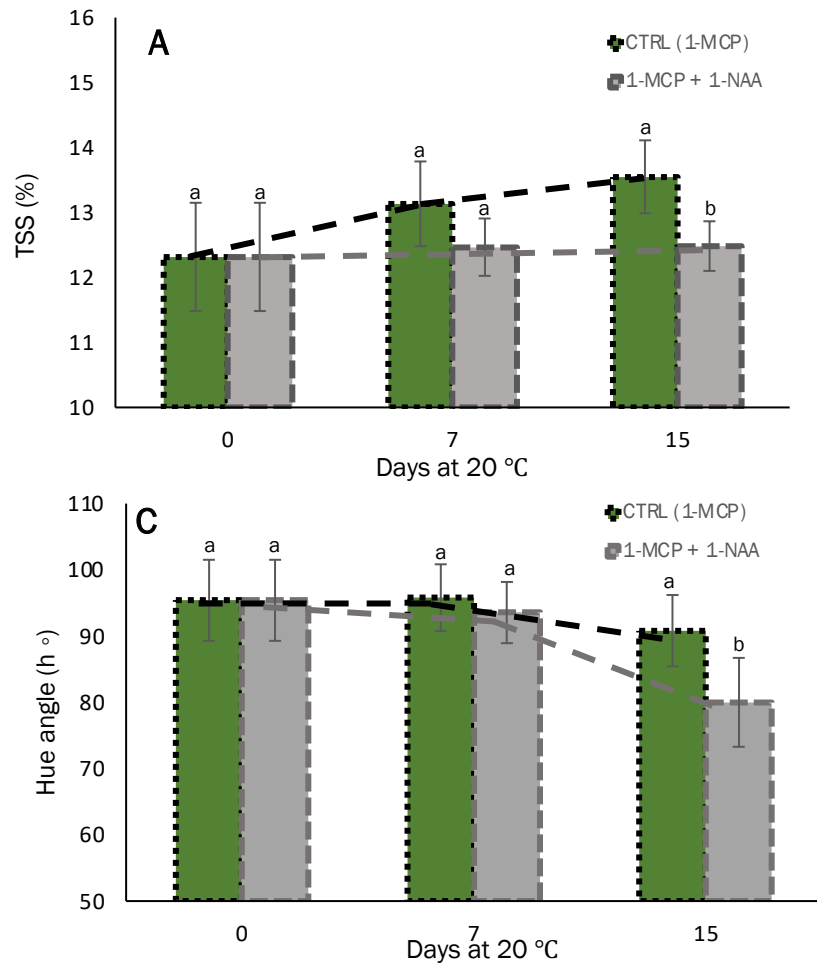 A
16
15
14
13
12
11
10
TSS (%)
CTRL (1-MCP)
1-MCP + 1-NAA
a a a a a b
0 7 15
Days at 20 °C
C
110
100
90
80
70
60
50
Hue angle (h °)
CTRL (1-MCP)
1-MCP + 1-NAA
a a a a a b
0 7 15
Days at 20 °C